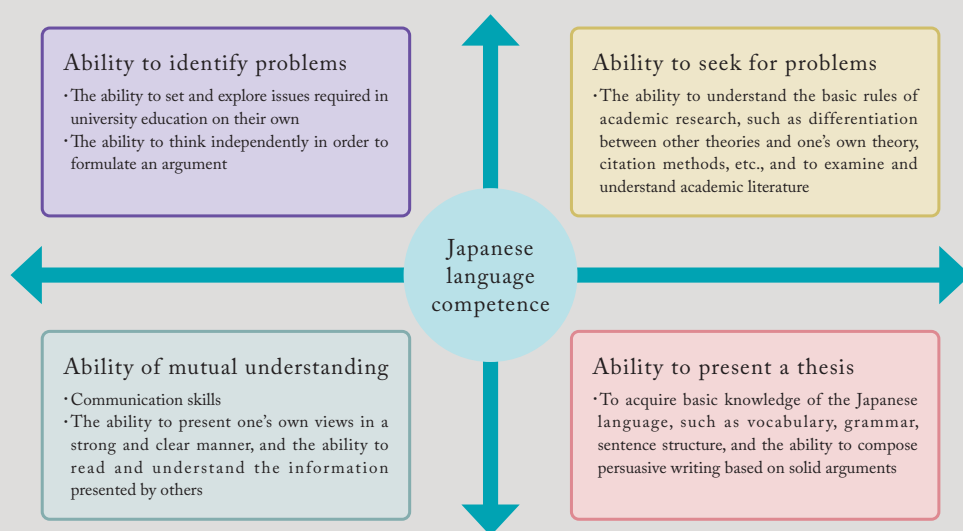 Ability to identify problems
・The ability to set and explore issues required in
university education on their own
・The ability to think independently in order to
formulate an argument
Ability to seek for problems
・The ability to understand the basic rules of
academic research, such as differentiation
between other theories and one's own theory,
citation methods, etc., and to examine and
understand academic literature
Japanese
language
competence
Ability of mutual understanding
・Communication skills
・The ability to present one's own views in a
strong and clear manner, and the ability to
read and understand the information
presented by others
Ability to present a thesis
・To acquire basic knowledge of the Japanese
language, such as vocabulary, grammar,
sentence structure, and the ability to compose
persuasive writing based on solid arguments